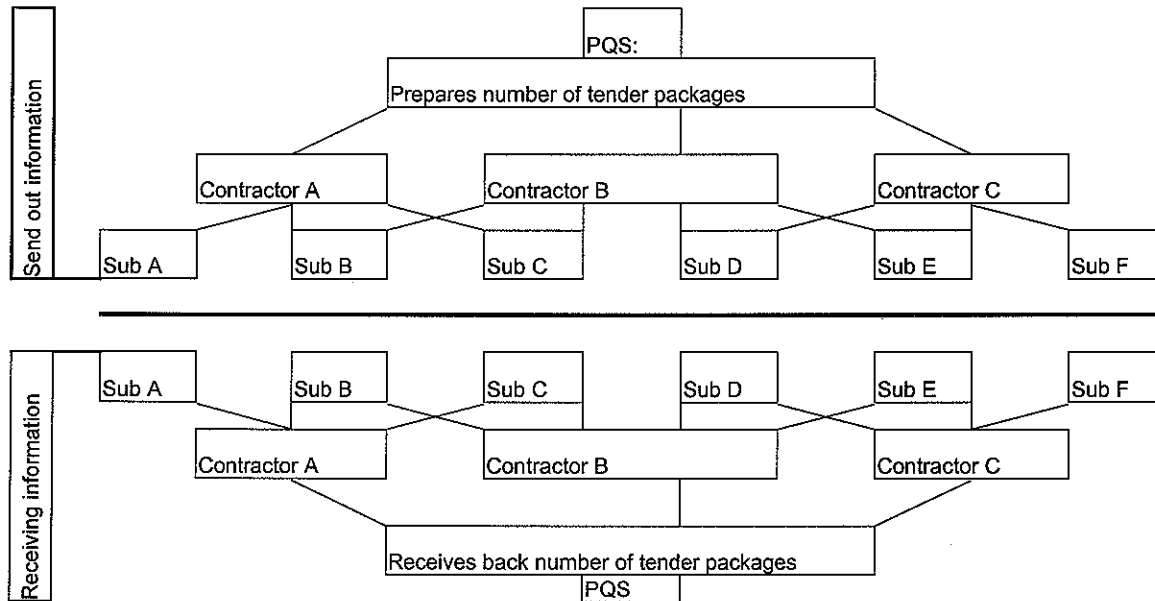 Send out information
PQS:
Prepares number of tender packages
Contractor A
Contractor B
Contractor C
Sub A
Sub B
Sub C
Sub D
Sub E
Sub F
Receiving information
Sub A
Sub B
Sub C
Sub D
Sub E
Sub F
Contractor A
Contractor B
Contractor C
Receives back number of tender packages
PQS